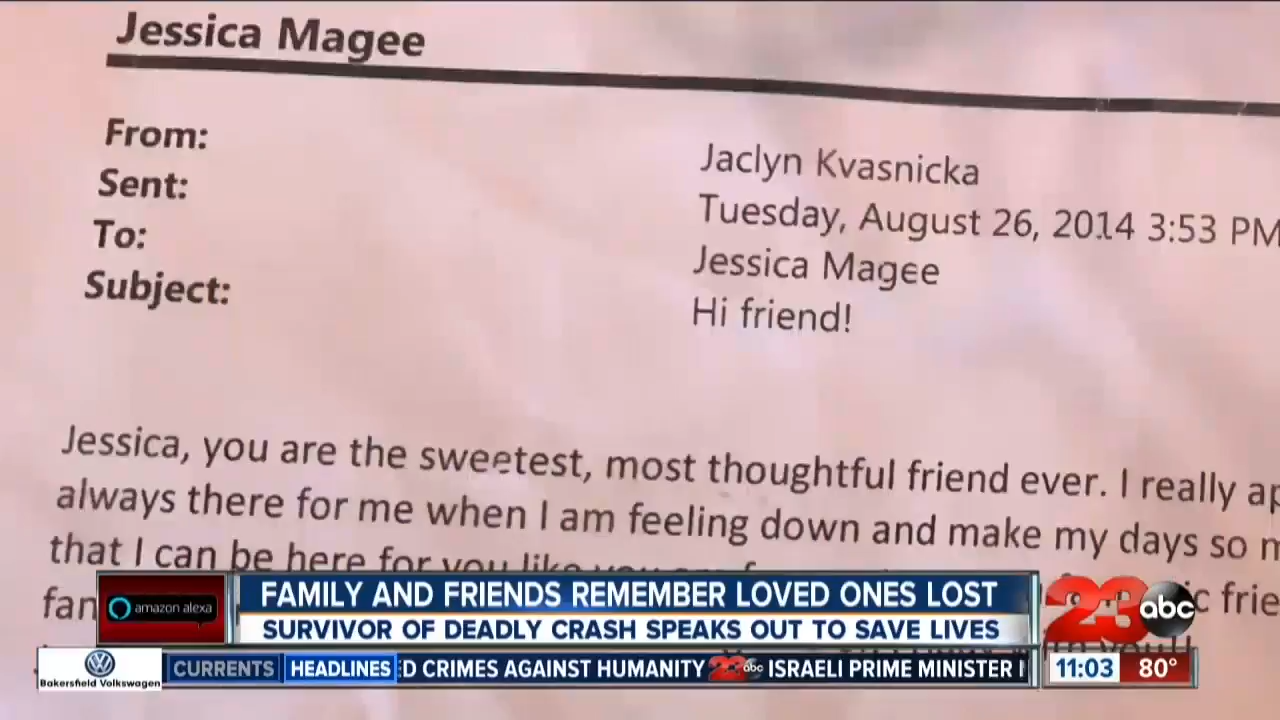 Jessica Magee
From: Jaclyn Kvasnicka
Sent: Tuesday, August 26, 2014 3:53 PM
To: Jessica Magee
Subject: Hi friend!
Jessica, you are the sweetest, most thoughtful friend ever. I really
always there for me when I am feeling down and make my days so
that I can be here for you like
amazon alexa
FAMILY AND FRIENDS REMEMBER LOVED ONES LOST
SURVIVOR OF DEADLY CRASH SPEAKS OUT TO SAVE LIVES
23 abc
Bakersfield Volkswagen
CURRENTS HEADLINES CRIMES AGAINST HUMANITY 23 abc ISRAELI PRIME MINISTER
11:03 80°